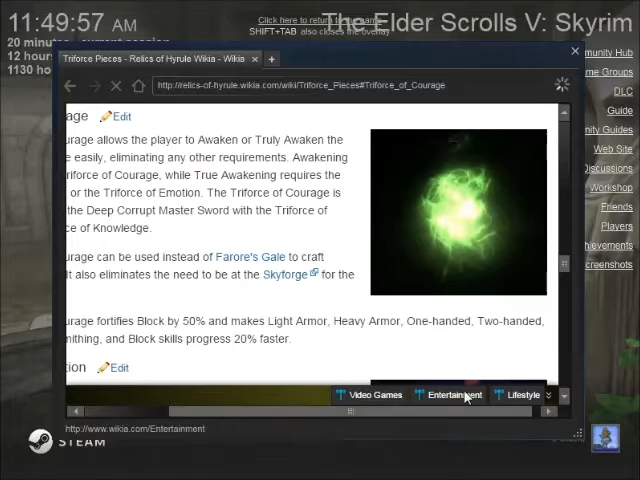 11:49:57 AM
Click here to return to the game
The Elder Scrolls V: Skyrim
SHIFT+TAB also closes the overlay
20 minutes current session
12 hours
1130 ho
Triforce Pieces - Relics of Hyrule Wikia - Wikia
http://relics-of-hyrule.wikia.com/wiki/Triforce_Pieces#Triforce_of_Courage
munity Hub
me Groups
DLC
Guide
unity Guides
Web Site
Discussions
Workshop
Friends
Players
hievements
creenshots
age Edit
urage allows the player to Awaken or Truly Awaken the
e easily, eliminating any other requirements. Awakening
riforce of Courage, while True Awakening requires the
or the Triforce of Emotion. The Triforce of Courage is
the Deep Corrupt Master Sword with the Triforce of
ce of Knowledge.
urage can be used instead of Farore's Gale to craft
It also eliminates the need to be at the Skyforge for the
urage fortifies Block by 50% and makes Light Armor, Heavy Armor, One-handed, Two-handed,
mithing, and Block skills progress 20% faster.
tion Edit
Video Games
Entertainment
Lifestyle
http://www.wikia.com/Entertainment
STEAM